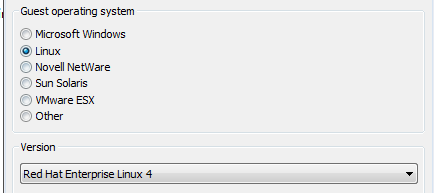 Guest operating system
Microsoft Windows
Linux
Novell NetWare
Sun Solaris
VMware ESX
Other
Version
Red Hat Enterprise Linux 4